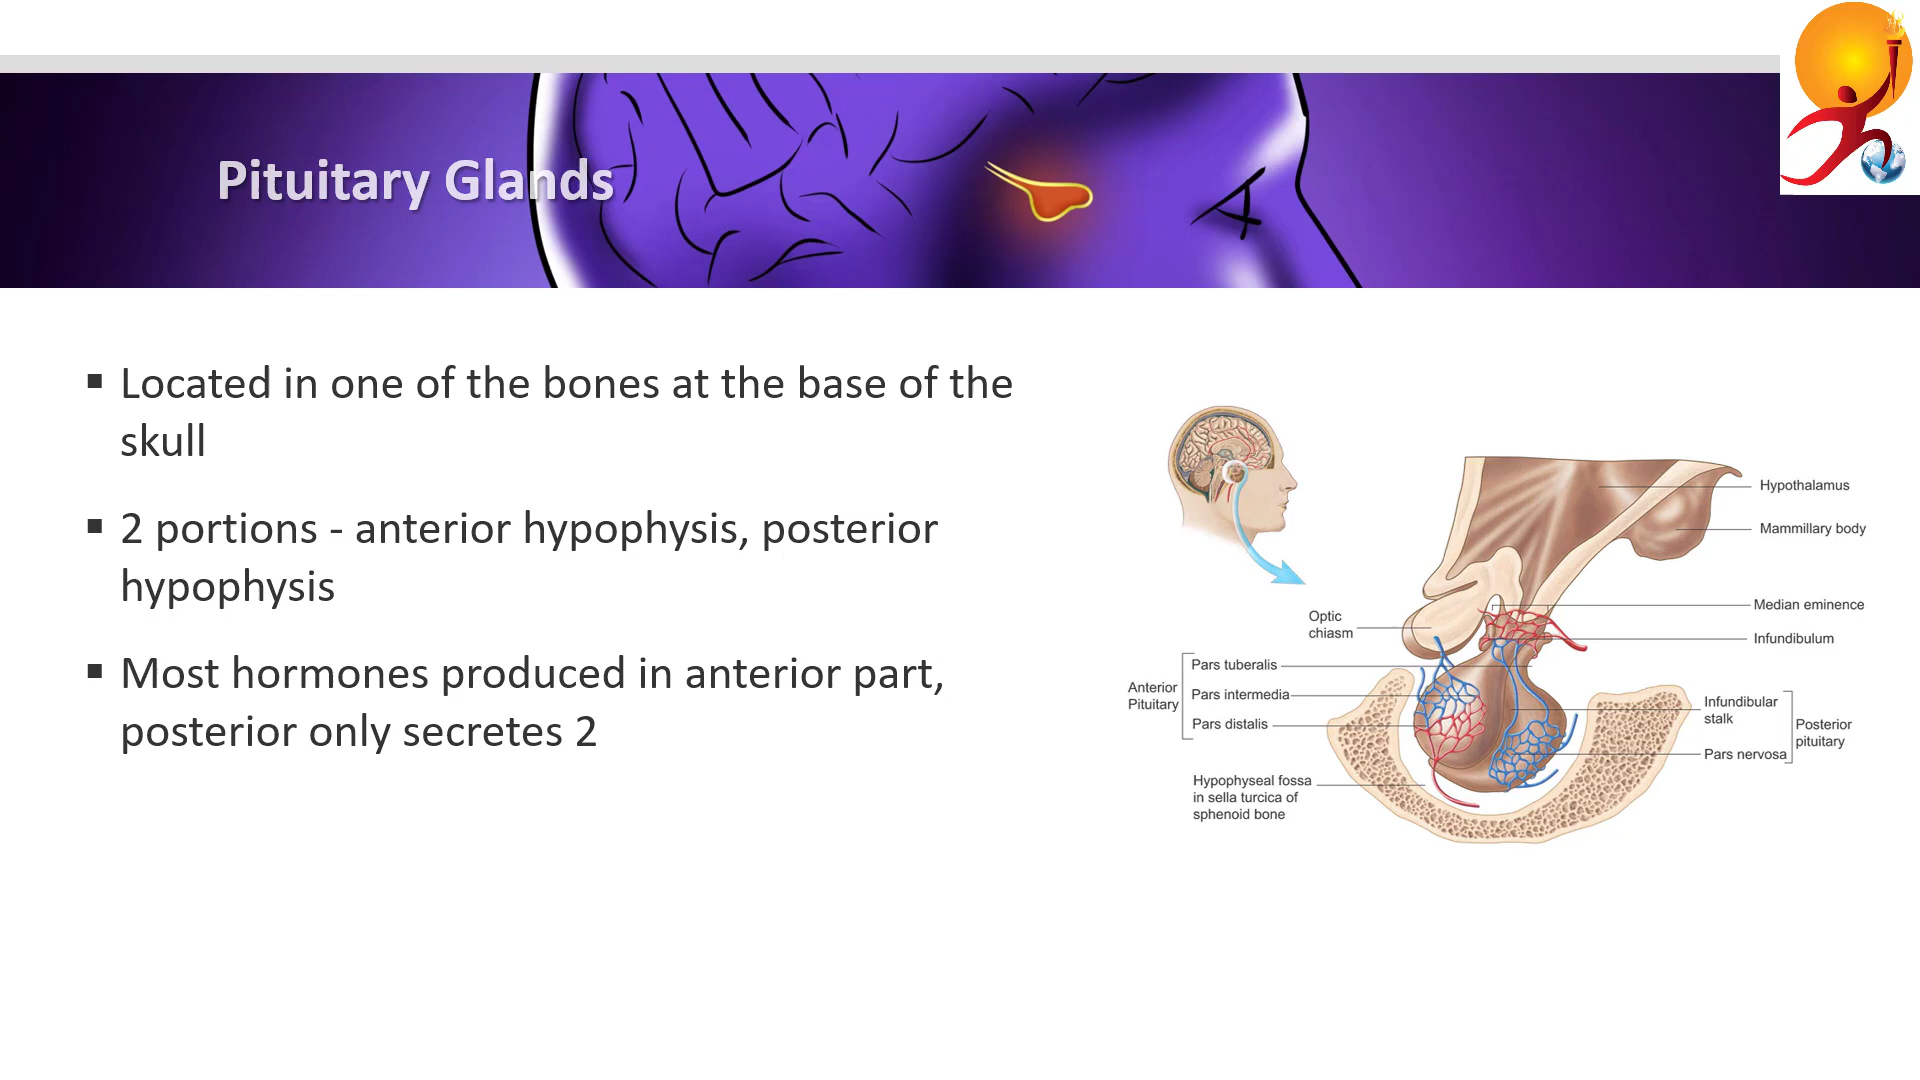 Pituitary Glands
▪ Located in one of the bones at the base of the
skull
▪ 2 portions - anterior hypophysis, posterior
hypophysis
▪ Most hormones produced in anterior part,
posterior only secretes 2
Hypothalamus
Mammillary body
Median eminence
Infundibulum
Optic
chiasm
Anterior
Pituitary
Pars tuberalis
Pars intermedia
Pars distalis
Infundibular
stalk
Pars nervosa
Posterior
pituitary
Hypophyseal fossa
in sella turcica of
sphenoid bone